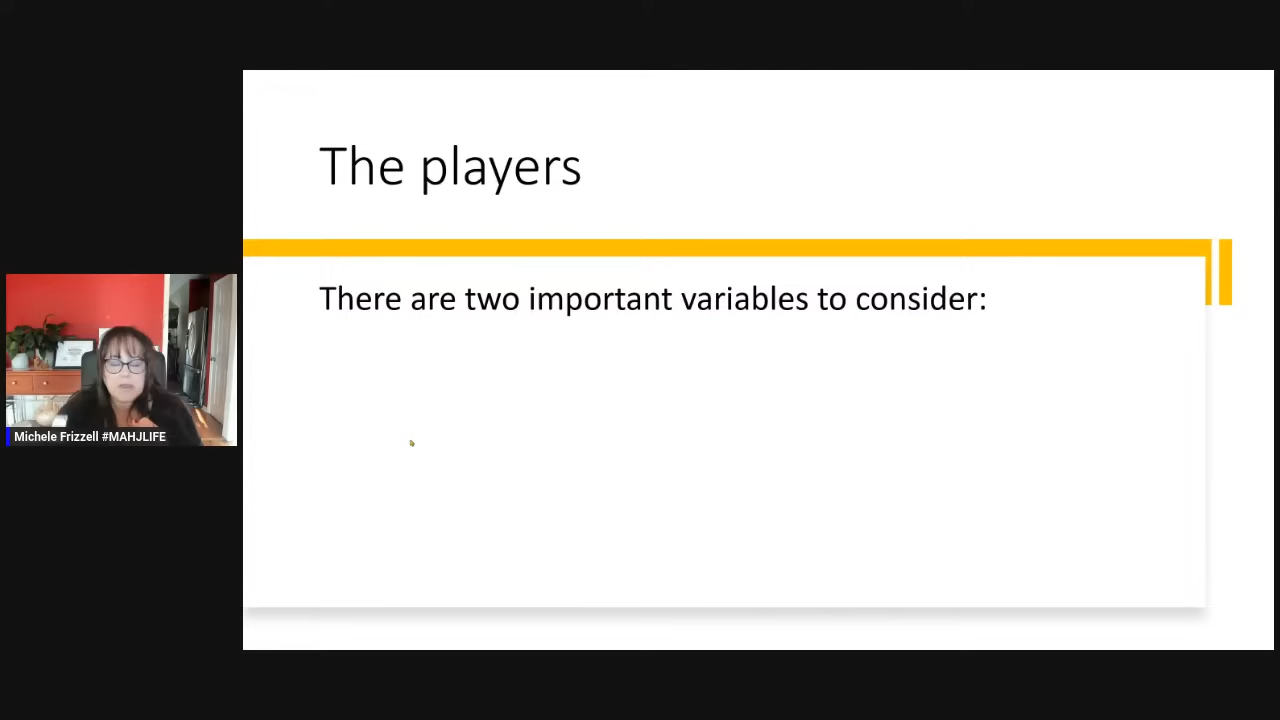 The players
There are two important variables to consider:
Michele Frizzell #MAHJLIFE